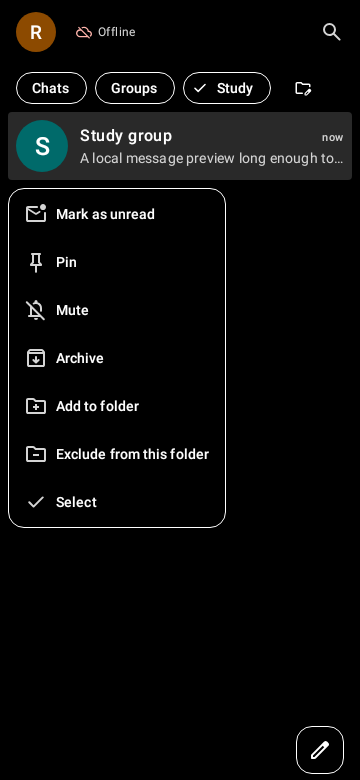 R
Offline
Chats
Groups
Study
S
Study group
now
A local message preview long enough to...
Mark as unread
Pin
Mute
Archive
Add to folder
Exclude from this folder
Select